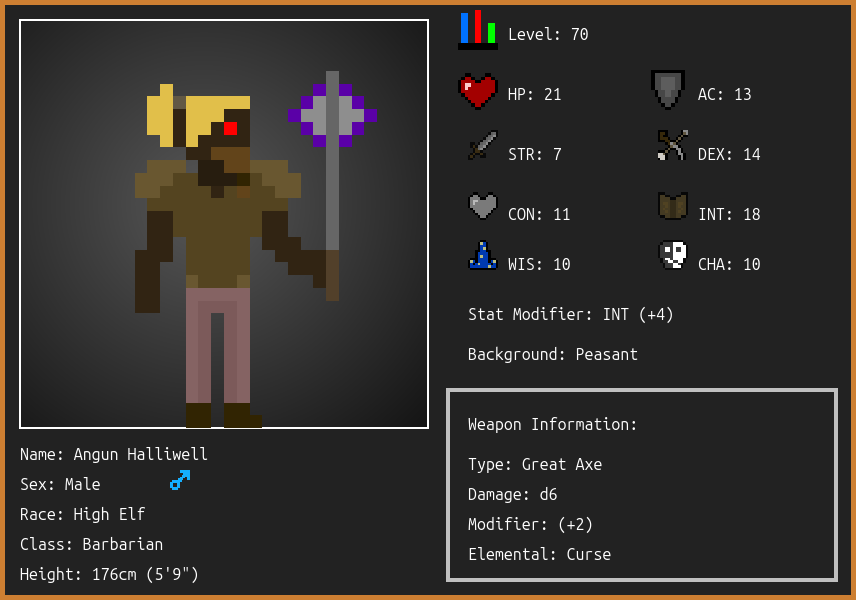 Level: 70
HP: 21
AC: 13
STR: 7
DEX: 14
CON: 11
INT: 18
WIS: 10
CHA: 10
Stat Modifier: INT (+4)
Background: Peasant
Weapon Information:
Type: Great Axe
Damage: d6
Modifier: (+2)
Elemental: Curse
Name: Angun Halliwell
Sex: Male
Race: High Elf
Class: Barbarian
Height: 176cm (5'9")